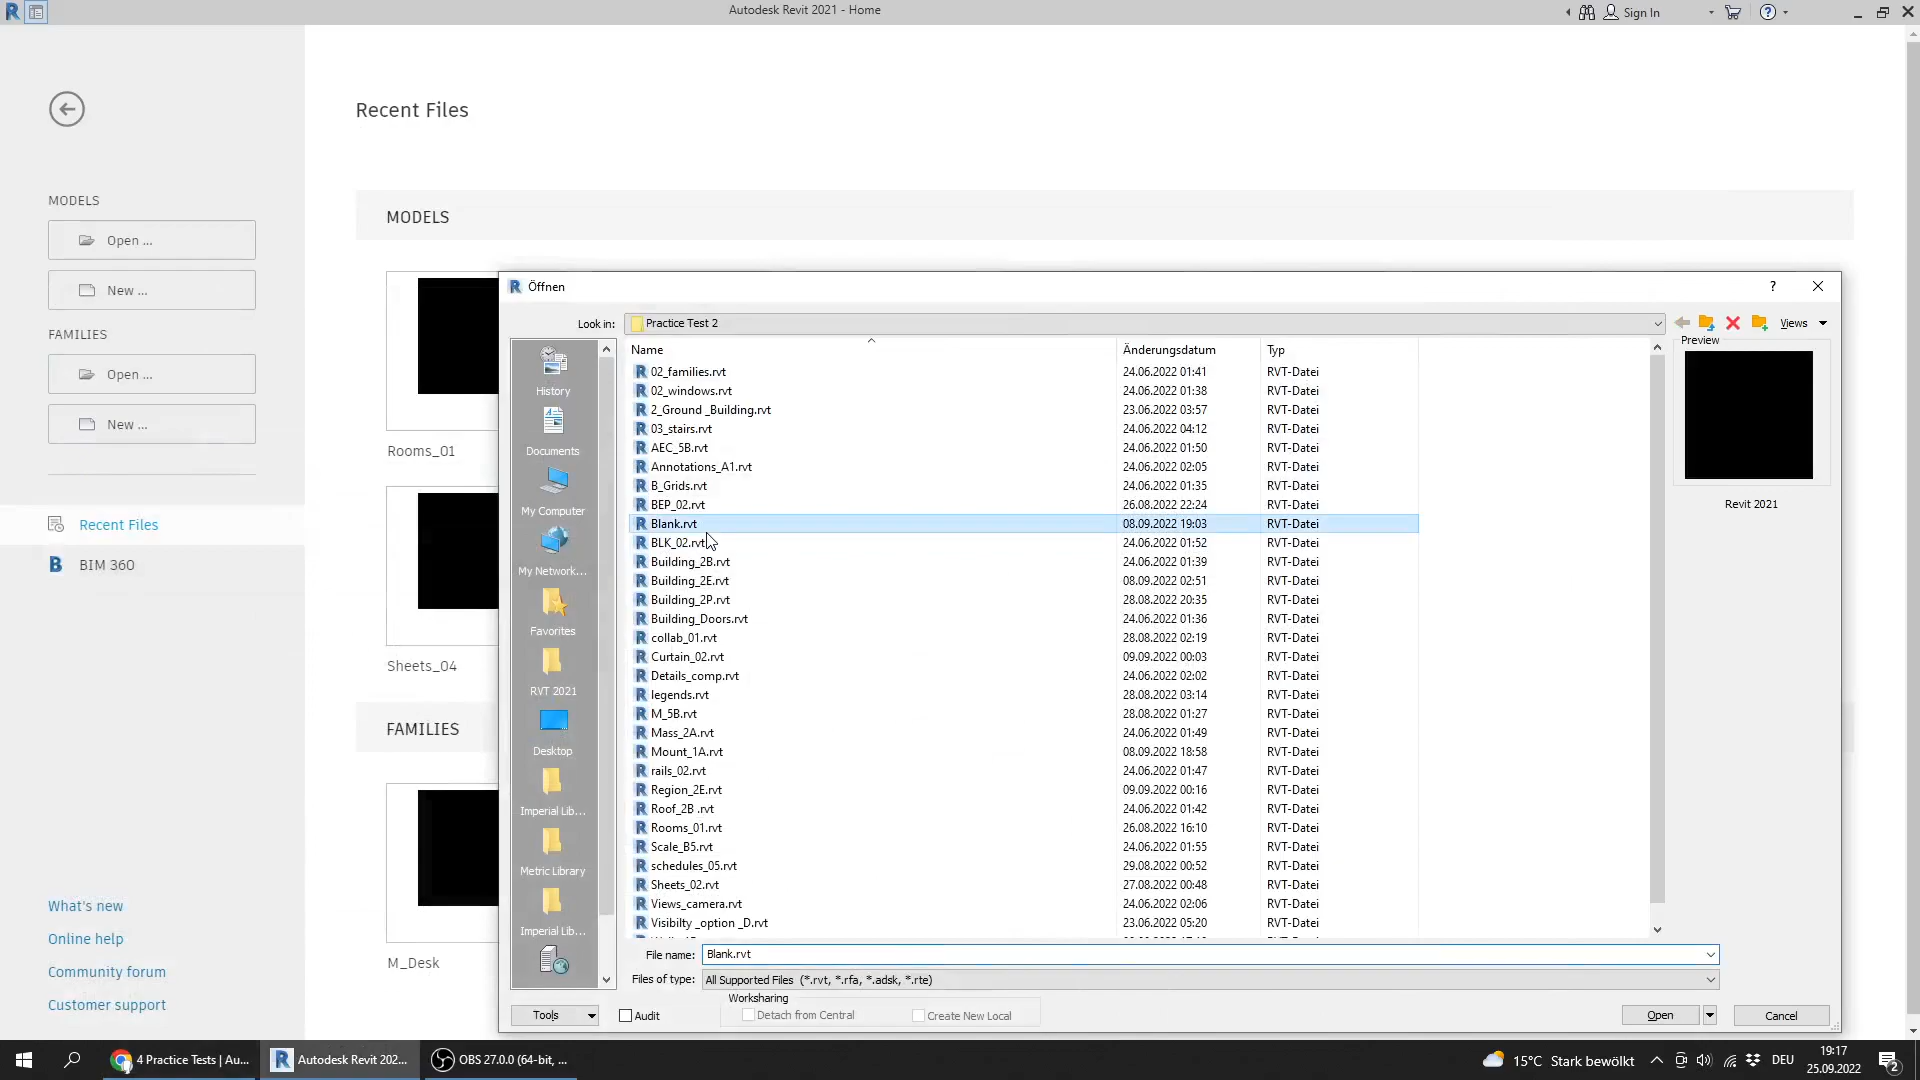 Autodesk Revit 2021 - Home
Sign In
Recent Files
MODELS
Open ...
New ...
FAMILIES
Open ...
New ...
Recent Files
BIM 360
What's new
Online help
Community forum
Customer support
MODELS
Rooms_01
Sheets_04
FAMILIES
M_Desk
Öffnen
Look in: Practice Test 2
Views
History
Documents
My Computer
My Network...
Favorites
RVT 2021
Desktop
Imperial Lib...
Metric Library
Imperial Lib...
Name Änderungsdatum Typ
02_families.rvt 24.06.2022 01:41 RVT-Datei
02_windows.rvt 24.06.2022 01:38 RVT-Datei
2_Ground _Building.rvt 23.06.2022 03:57 RVT-Datei
03_stairs.rvt 24.06.2022 04:12 RVT-Datei
AEC_5B.rvt 24.06.2022 01:50 RVT-Datei
Annotations_A1.rvt 24.06.2022 02:05 RVT-Datei
B_Grids.rvt 24.06.2022 01:35 RVT-Datei
BEP_02.rvt 26.08.2022 22:24 RVT-Datei
Blank.rvt 08.09.2022 19:03 RVT-Datei
BLK_02.rvt 24.06.2022 01:52 RVT-Datei
Building_2B.rvt 24.06.2022 01:39 RVT-Datei
Building_2E.rvt 08.09.2022 02:51 RVT-Datei
Building_2P.rvt 28.08.2022 20:35 RVT-Datei
Building_Doors.rvt 24.06.2022 01:36 RVT-Datei
collab_01.rvt 28.08.2022 02:19 RVT-Datei
Curtain_02.rvt 09.09.2022 00:03 RVT-Datei
Details_comp.rvt 24.06.2022 02:02 RVT-Datei
legends.rvt 28.08.2022 03:14 RVT-Datei
M_5B.rvt 28.08.2022 01:27 RVT-Datei
Mass_2A.rvt 24.06.2022 01:49 RVT-Datei
Mount_1A.rvt 08.09.2022 18:58 RVT-Datei
rails_02.rvt 24.06.2022 01:47 RVT-Datei
Region_2E.rvt 09.09.2022 00:16 RVT-Datei
Roof_2B .rvt 24.06.2022 01:42 RVT-Datei
Rooms_01.rvt 26.08.2022 16:10 RVT-Datei
Scale_B5.rvt 24.06.2022 01:55 RVT-Datei
schedules_05.rvt 29.08.2022 00:52 RVT-Datei
Sheets_02.rvt 27.08.2022 00:48 RVT-Datei
Views_camera.rvt 24.06.2022 02:06 RVT-Datei
Visibilty _option _D.rvt 23.06.2022 05:20 RVT-Datei
Preview
Revit 2021
File name: Blank.rvt
Files of type: All Supported Files (*.rvt, *.rfa, *.adsk, *.rte)
Worksharing
Tools
Audit
Detach from Central
Create New Local
Open
Cancel
4 Practice Tests | Au...
Autodesk Revit 202...
OBS 27.0.0 (64-bit, ...
15°C Stark bewölkt
DEU
19:17
25.09.2022
2